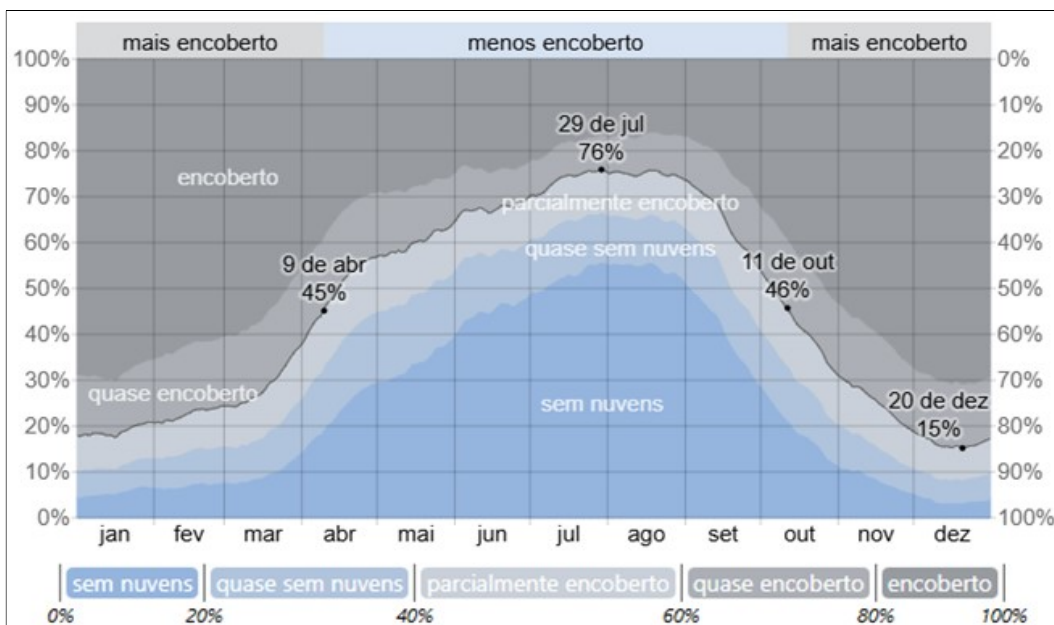 mais encoberto menos encoberto mais encoberto
100% 0%
90% 10%
29 de jul
80% 20%
76%
encoberto
70% 30%
parcialmente encoberto
60% 40%
quase sem nuvens
9 de abr 11 de out
50% 50%
45% 46%
40% 60%
30% 70%
quase encoberto
20 de dez
sem nuvens
20% 80%
15%
10% 90%
0% 100%
jan fev mar abr mai jun jul ago set out nov dez
sem nuvens quase sem nuvens parcialmente encoberto quase encoberto encoberto
0% 20% 40% 60% 80% 100%